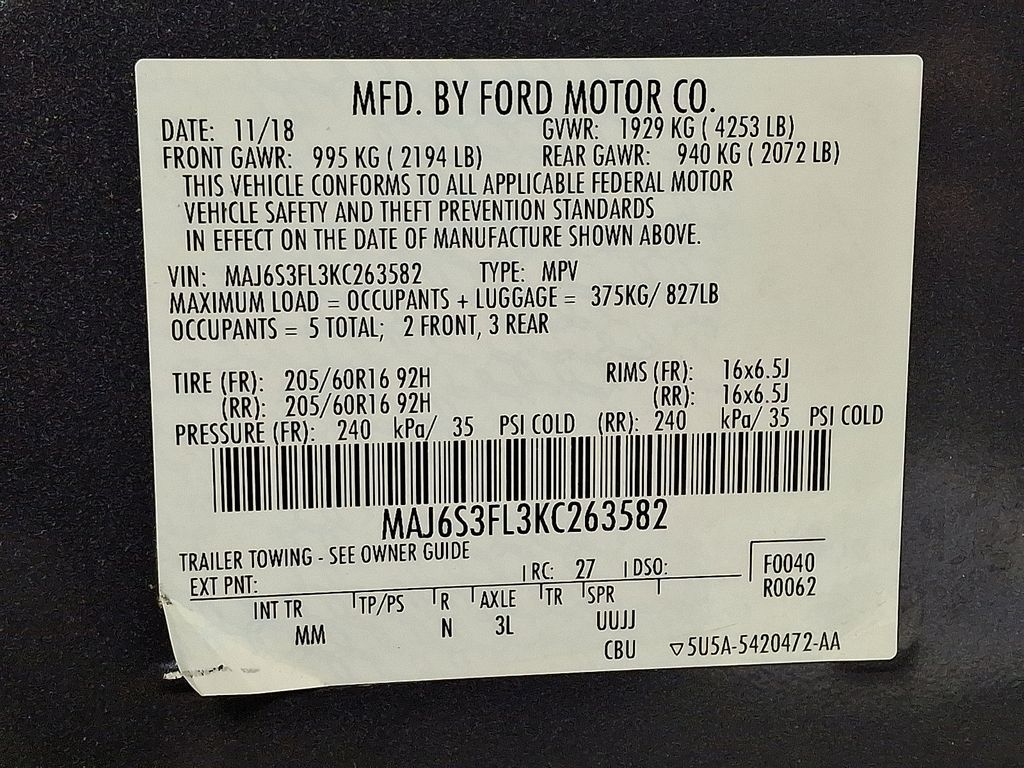 MFD. BY FORD MOTOR CO.
DATE: 11/18 GVWR: 1929 KG ( 4253 LB)
FRONT GAWR: 995 KG ( 2194 LB) REAR GAWR: 940 KG ( 2072 LB)
THIS VEHICLE CONFORMS TO ALL APPLICABLE FEDERAL MOTOR
VEHICLE SAFETY AND THEFT PREVENTION STANDARDS
IN EFFECT ON THE DATE OF MANUFACTURE SHOWN ABOVE.
VIN: MAJ6S3FL3KC263582 TYPE: MPV
MAXIMUM LOAD = OCCUPANTS + LUGGAGE = 375KG/ 827LB
OCCUPANTS = 5 TOTAL; 2 FRONT, 3 REAR
TIRE (FR): 205/60R16 92H RIMS (FR): 16x6.5J
(RR): 205/60R16 92H (RR): 16x6.5J
PRESSURE (FR): 240 kPa/ 35 PSI COLD (RR): 240 kPa/ 35 PSI COLD
MAJ6S3FL3KC263582
TRAILER TOWING - SEE OWNER GUIDE
EXT PNT: RC: 27 DSO: F0040
R0062
INT TR TP/PS R AXLE TR SPR
MM N 3L UUJJ
CBU ▽5U5A-5420472-AA